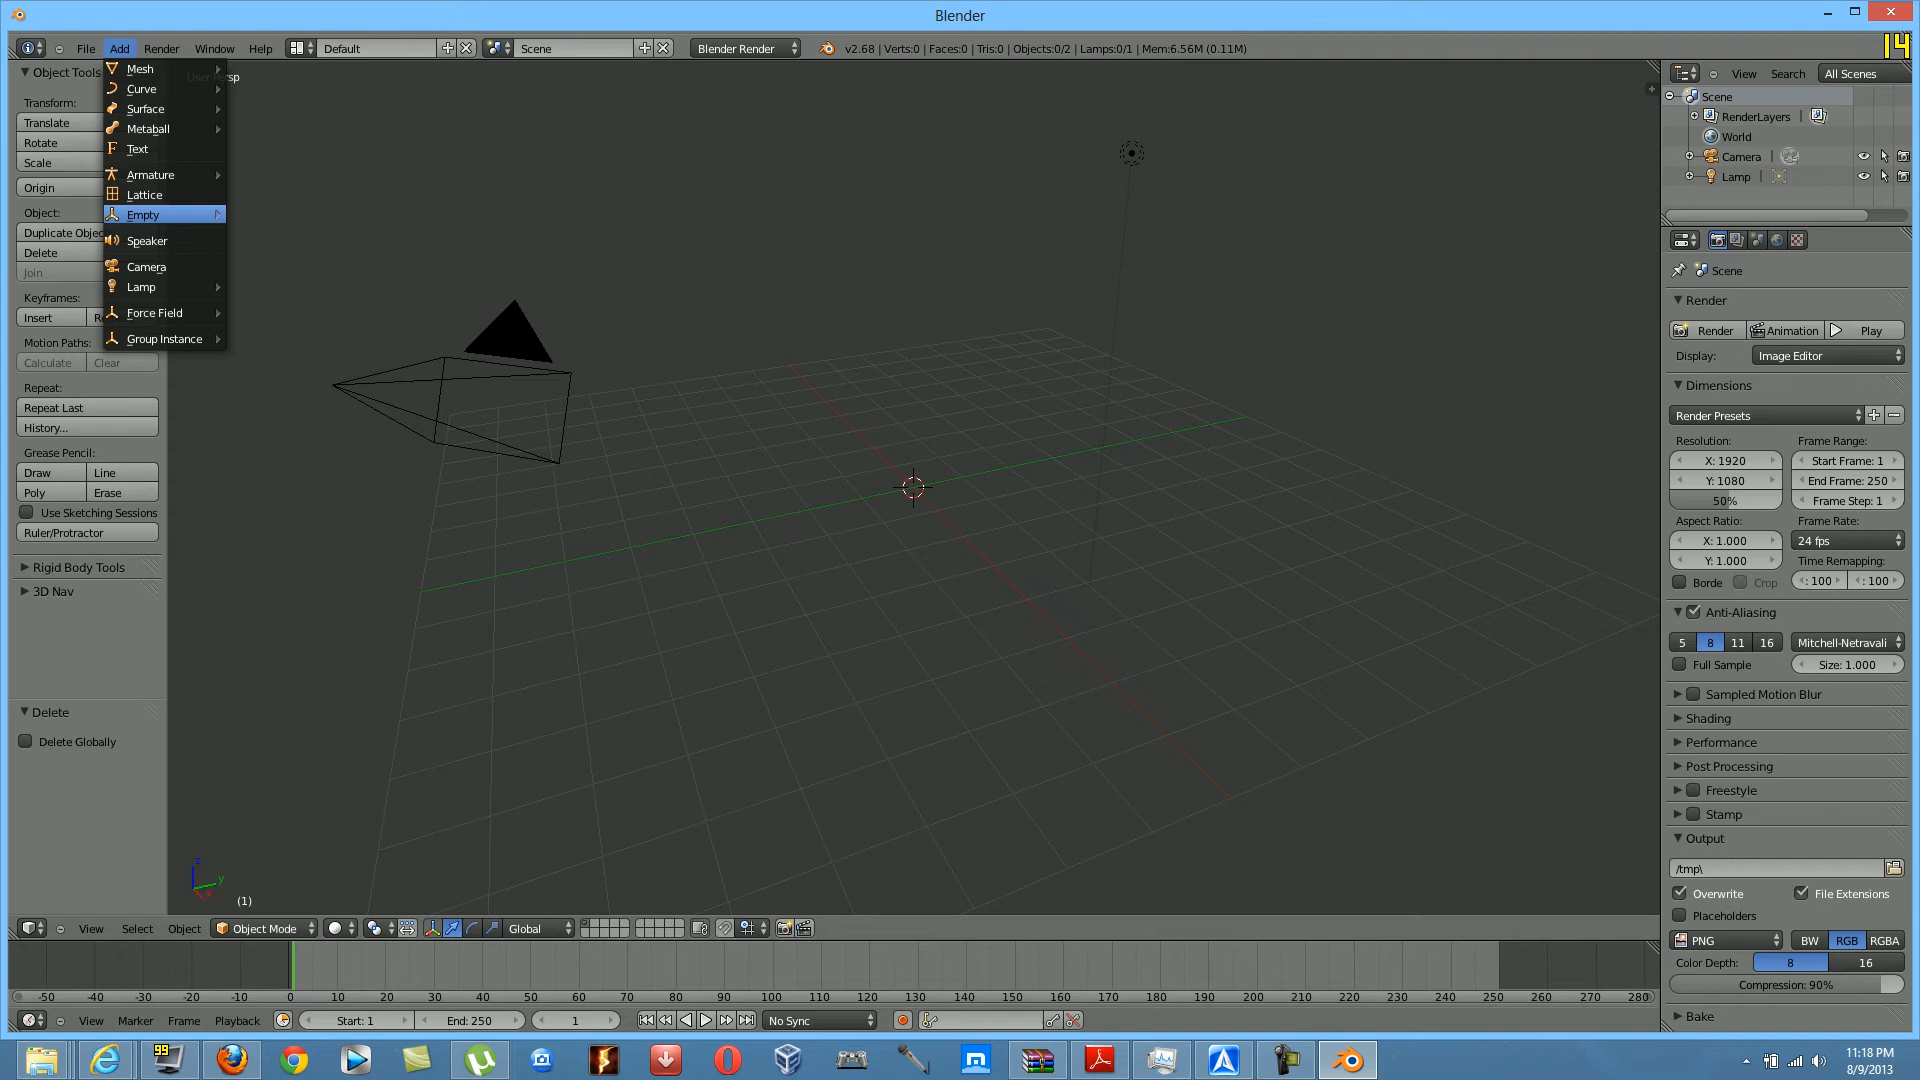 Blender
File Add Render Window Help Default Scene Blender Render v2.68 | Verts:0 | Faces:0 | Tris:0 | Objects:0/2 | Lamps:0/1 | Mem:6.56M (0.11M) 14
Object Tools
Transform:
Translate
Rotate
Scale
Origin
Object:
Duplicate Objec
Delete
Join
Keyframes:
Insert
Motion Paths:
Calculate Clear
Repeat:
Repeat Last
History...
Grease Pencil:
Draw Line
Poly Erase
Use Sketching Sessions
Ruler/Protractor
Rigid Body Tools
3D Nav
Delete
Delete Globally
Mesh
Curve
Surface
Metaball
Text
Armature
Lattice
Empty
Speaker
Camera
Lamp
Force Field
Group Instance
z
y
x
(1)
View Select Object Object Mode Global
-50 -40 -30 -20 -10 0 10 20 30 40 50 60 70 80 90 100 110 120 130 140 150 160 170 180 190 200 210 220 230 240 250 260 270 280
View Marker Frame Playback Start: 1 End: 250 1 No Sync
View Search All Scenes
Scene
RenderLayers
World
Camera
Lamp
Scene
Render
Render Animation Play
Display: Image Editor
Dimensions
Render Presets
Resolution: Frame Range:
X: 1920 Start Frame: 1
Y: 1080 End Frame: 250
50% Frame Step: 1
Aspect Ratio: Frame Rate:
X: 1.000 24 fps
Y: 1.000 Time Remapping:
Borde Crop : 100 : 100
Anti-Aliasing
5 8 11 16 Mitchell-Netravali
Full Sample Size: 1.000
Sampled Motion Blur
Shading
Performance
Post Processing
Freestyle
Stamp
Output
/tmp\
Overwrite File Extensions
Placeholders
PNG BW RGB RGBA
Color Depth: 8 16
Compression: 90%
Bake
99
11:18 PM
8/9/2013